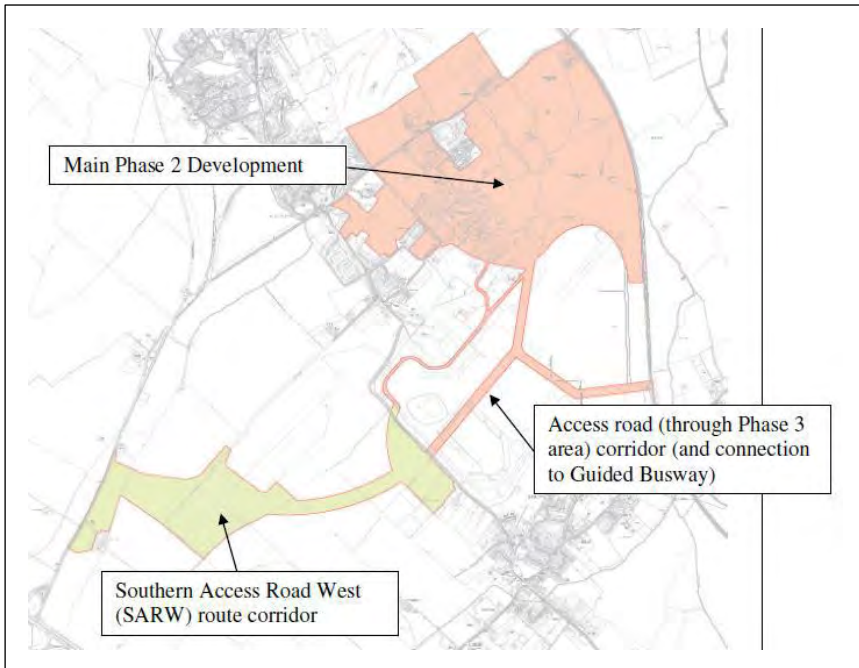 Main Phase 2 Development
Access road (through Phase 3
area) corridor (and connection
to Guided Busway)
Southern Access Road West
(SARW) route corridor